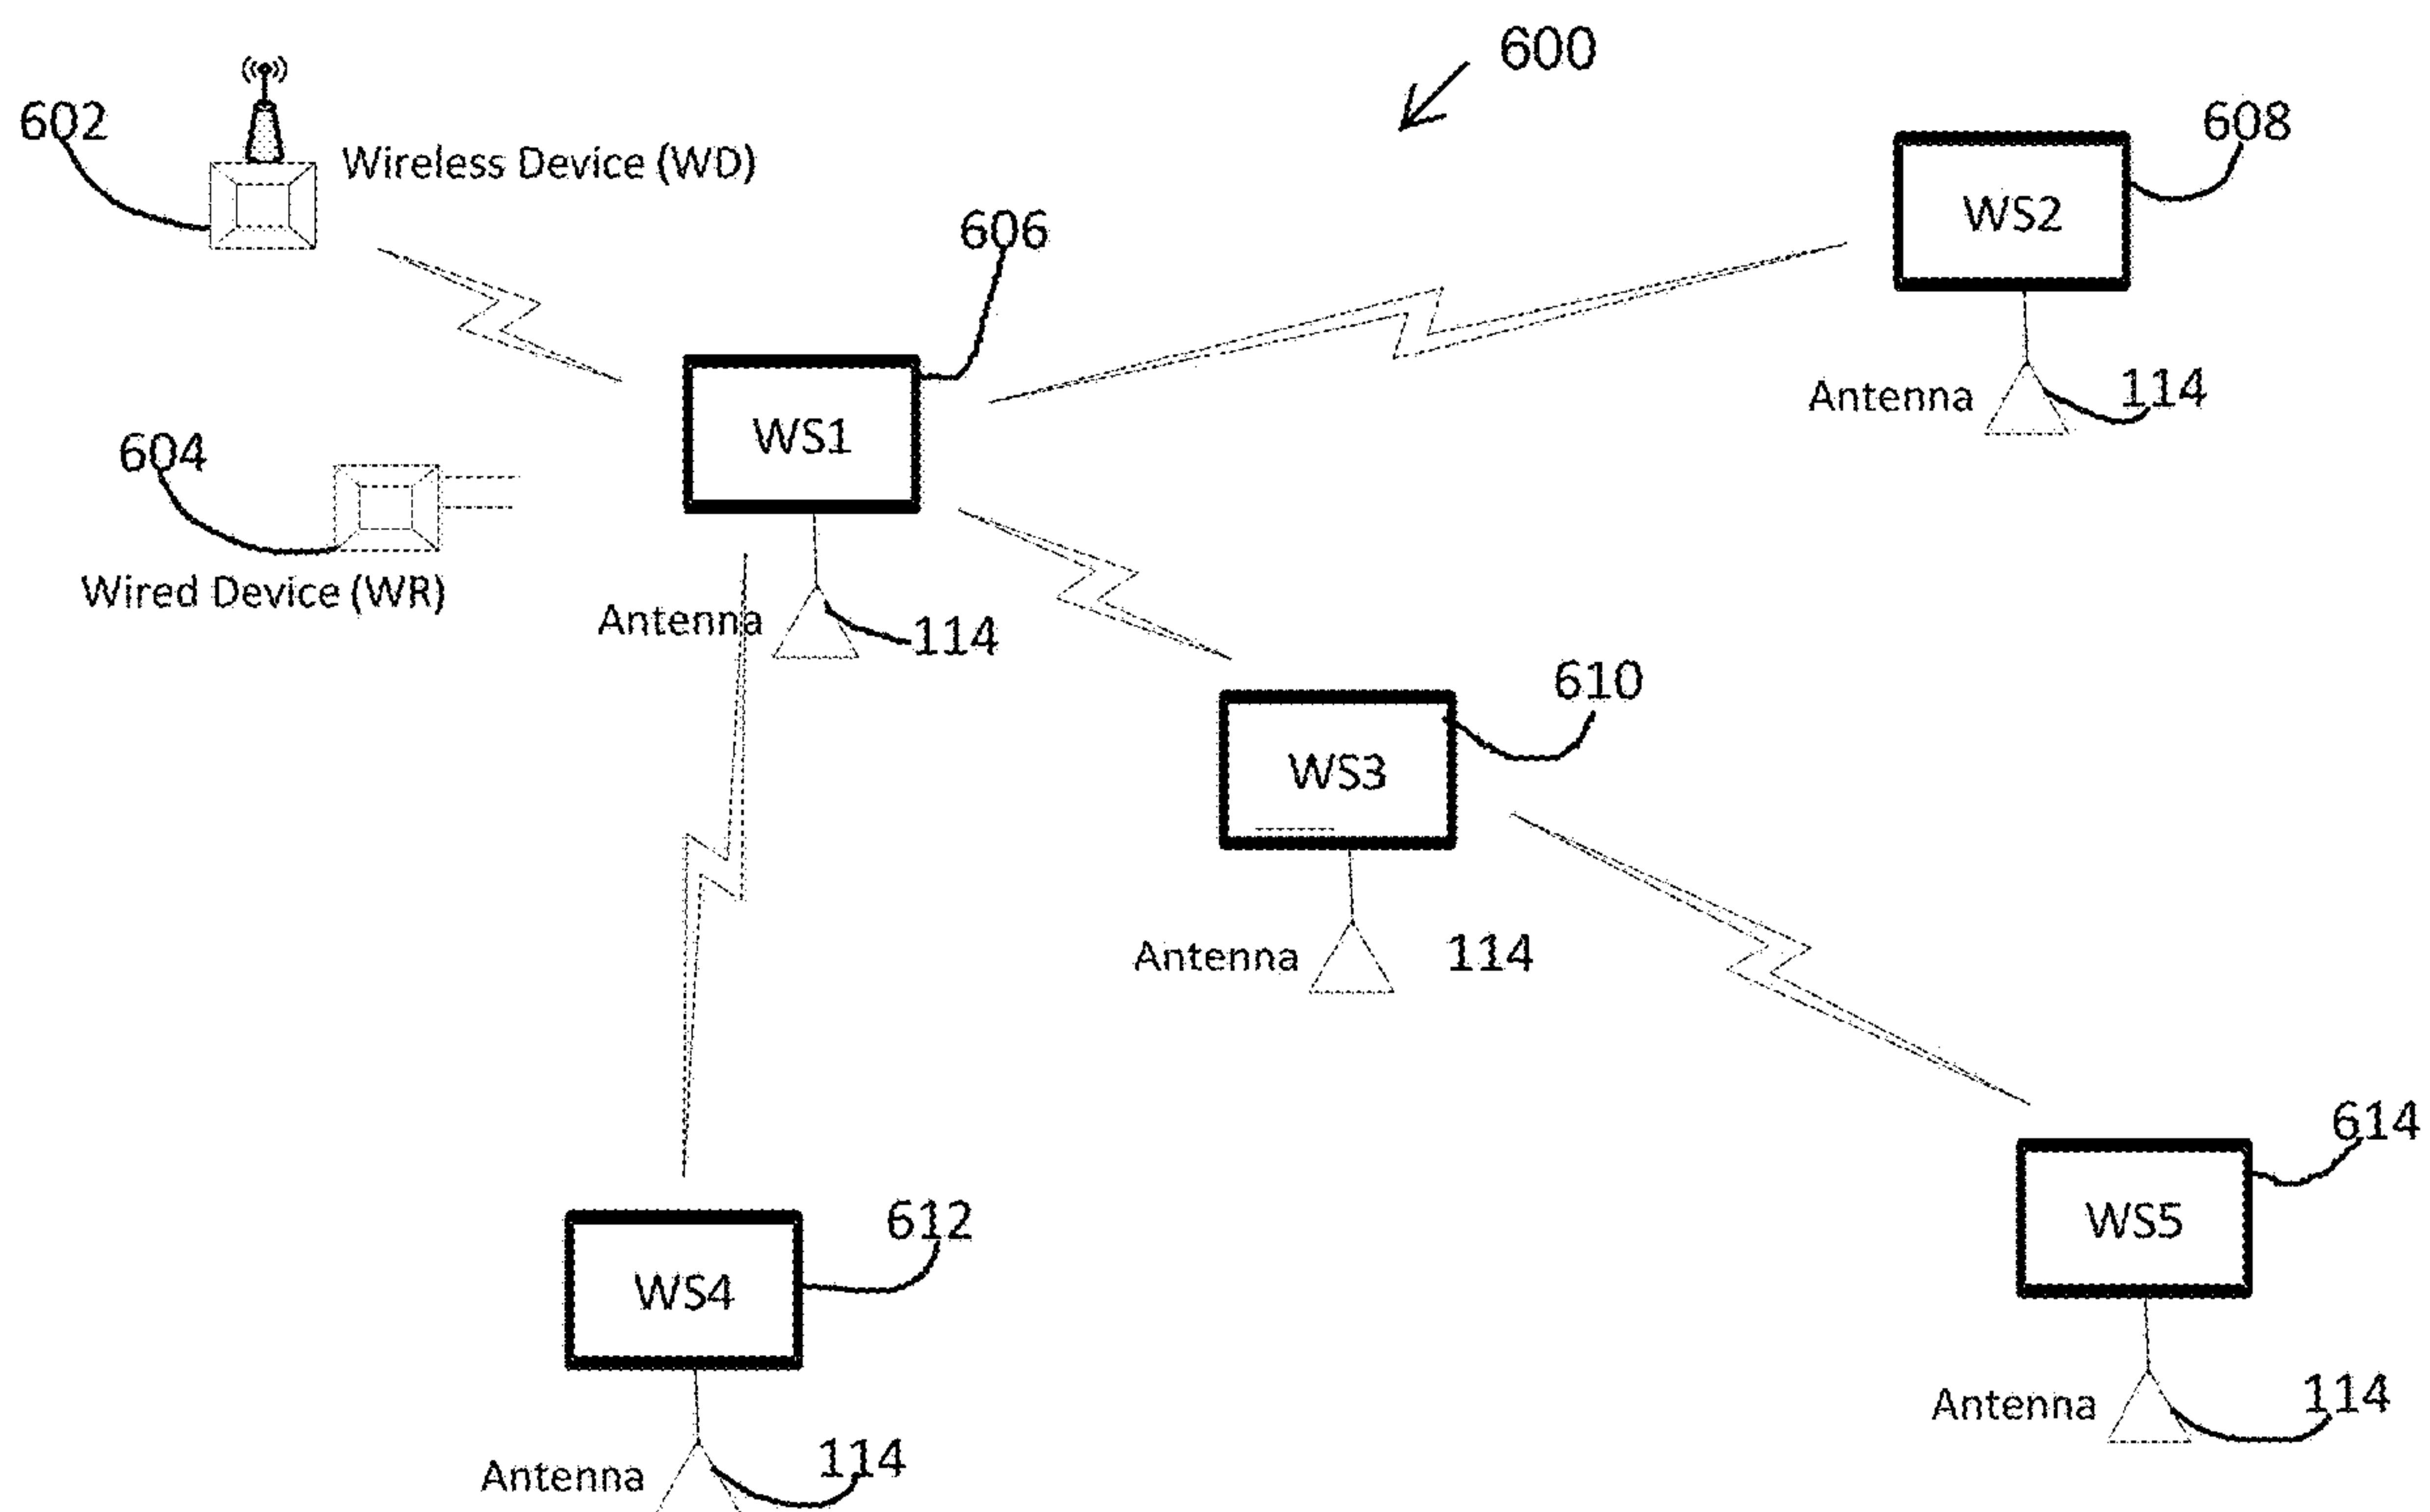 600
602
Wireless Device (WD)
608
WS2
606
Antenna
114
WS1
604
Wired Device (WR)
Antenna
114
610
WS3
Antenna
114
614
WS5
612
WS4
Antenna
114
Antenna
114